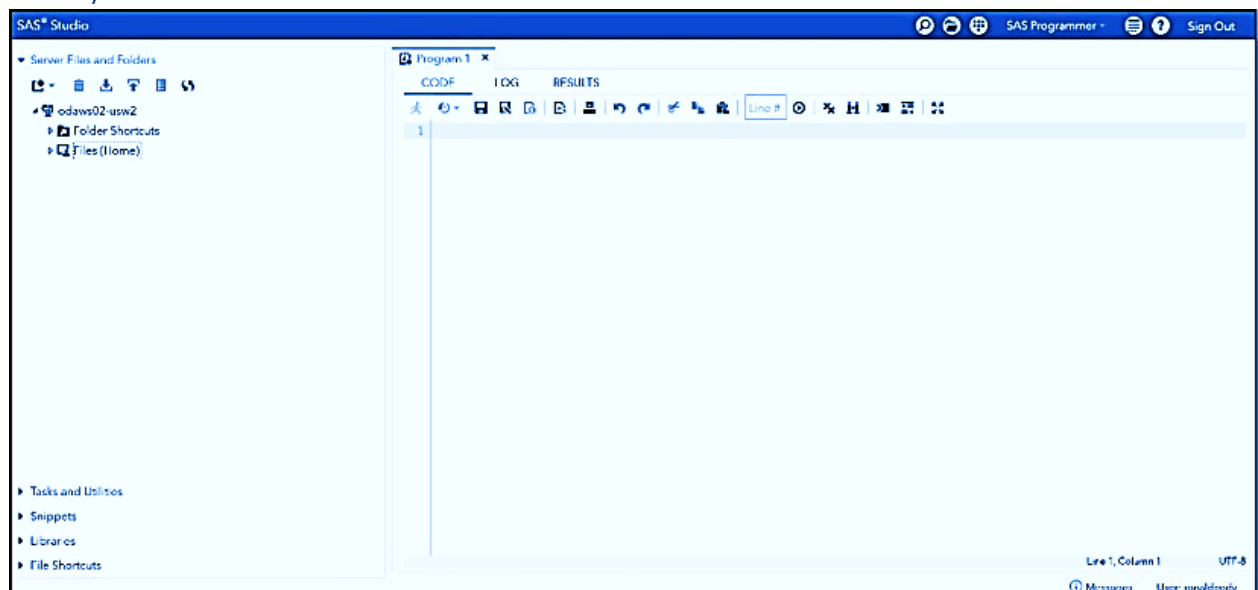 SAS® Studio SAS Programmer Sign Out
Server Files and Folders
odaws02-usw2
Folder Shortcuts
Files (Home)
Tasks and Utilities
Snippets
Libraries
File Shortcuts
Program 1
CODE LOG RESULTS
Line #
1
Line 1, Column 1 UTF-8
Messages User: